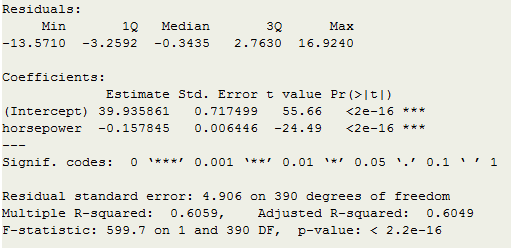 Residuals:
     Min       1Q   Median       3Q      Max
-13.5710  -3.2592  -0.3435   2.7630  16.9240

Coefficients:
             Estimate Std. Error t value Pr(>|t|)
(Intercept) 39.935861   0.717499   55.66   <2e-16 ***
horsepower  -0.157845   0.006446  -24.49   <2e-16 ***
---
Signif. codes:  0 ‘***’ 0.001 ‘**’ 0.01 ‘*’ 0.05 ‘.’ 0.1 ‘ ’ 1

Residual standard error: 4.906 on 390 degrees of freedom
Multiple R-squared:  0.6059,    Adjusted R-squared:  0.6049
F-statistic: 599.7 on 1 and 390 DF,  p-value: < 2.2e-16